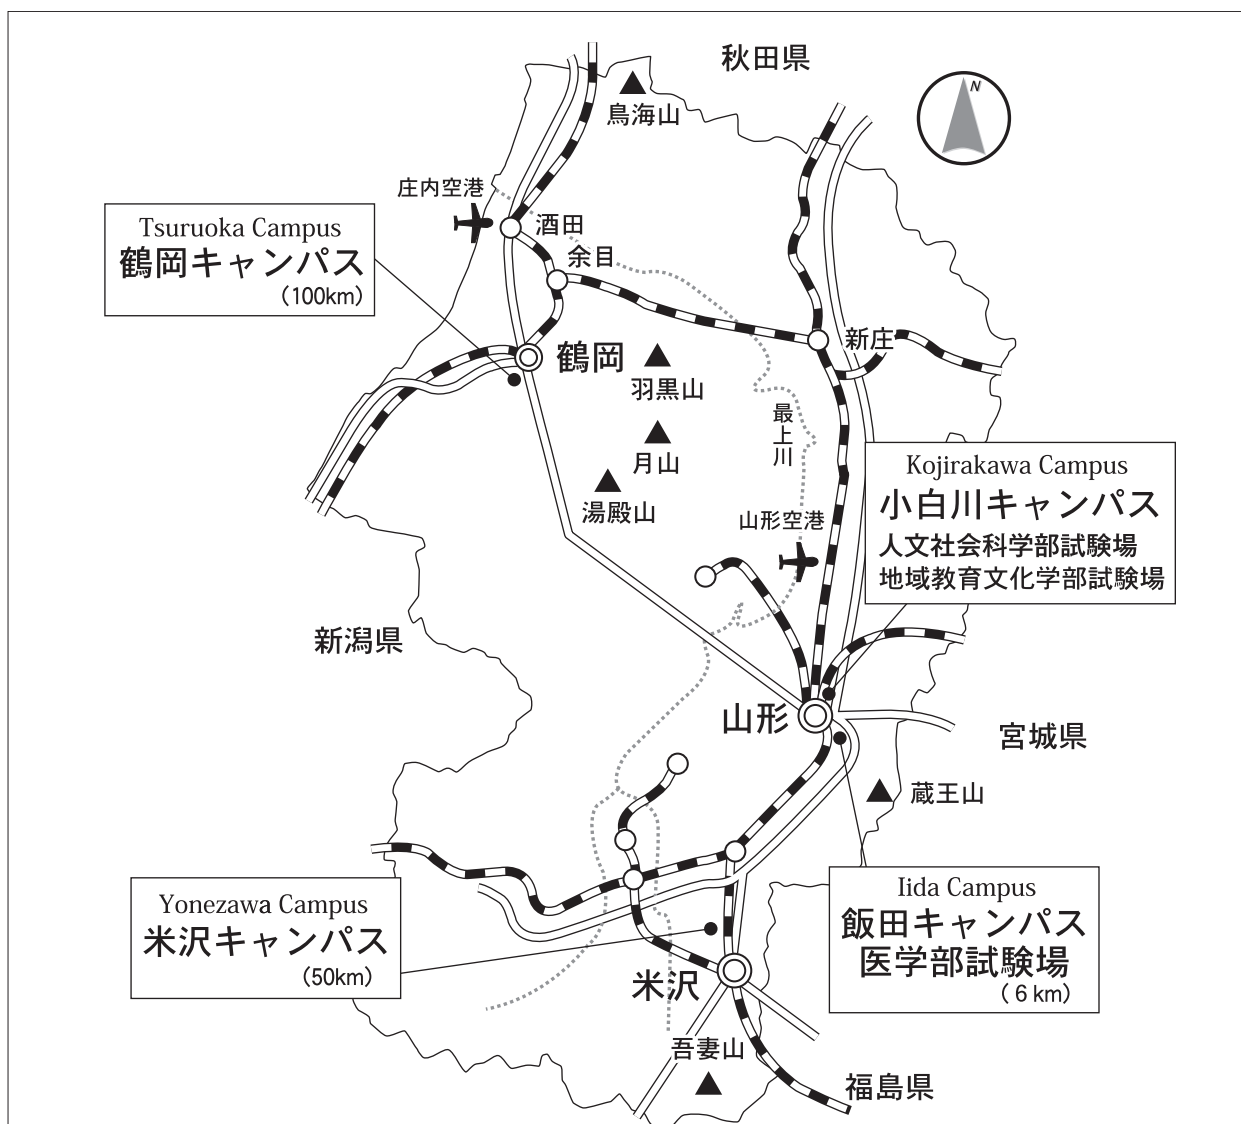 秋田県
N
鳥海山
庄内空港
酒田
余目
Tsuruoka Campus
鶴岡キャンパス
(100km)
新庄
鶴岡
羽黒山
最上川
月山
湯殿山
山形空港
Kojirakawa Campus
小白川キャンパス
人文社会科学部試験場
地域教育文化学部試験場
新潟県
山形
宮城県
蔵王山
Yonezawa Campus
米沢キャンパス
(50km)
Iida Campus
飯田キャンパス
医学部試験場
(6km)
米沢
吾妻山
福島県